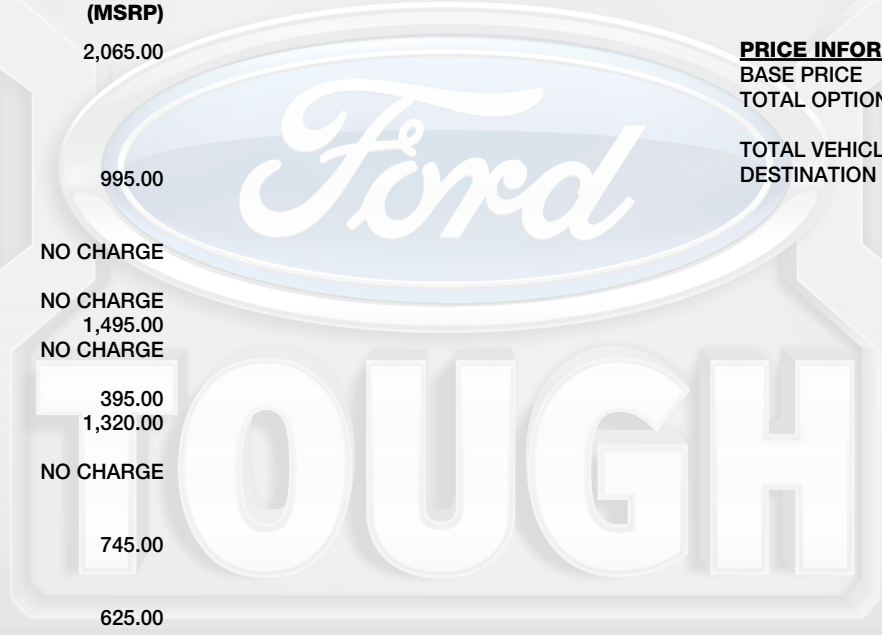 (MSRP)
2,065.00
995.00
NO CHARGE
NO CHARGE
1,495.00
NO CHARGE
395.00
1,320.00
NO CHARGE
745.00
625.00
PRICE INFOR
BASE PRICE
TOTAL OPTION
TOTAL VEHICL
DESTINATION
Ford
TOUGH